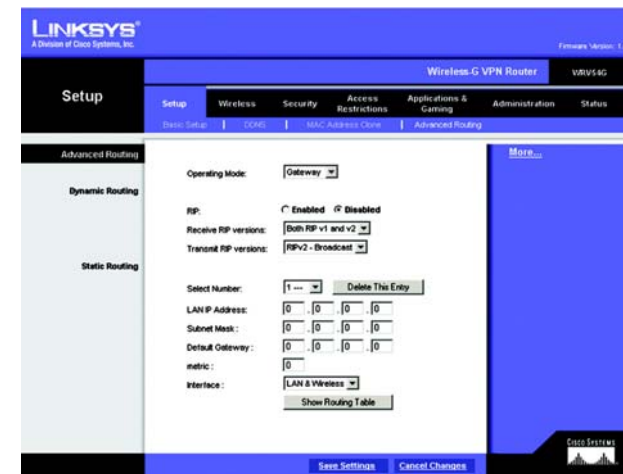 LINKSYS®
A Division of Cisco Systems, Inc.
Firmware Version: 1.
Wireless-G VPN Router WRV54G
Setup
Setup Wireless Security Access Restrictions Applications & Gaming Administration Status
Basic Setup | DDNS | MAC Address Clone | Advanced Routing
Advanced Routing
More...
Operating Mode: Gateway
Dynamic Routing
RIP: Enabled Disabled
Receive RIP versions: Both RIP v1 and v2
Transmit RIP versions: RIPv2 - Broadcast
Static Routing
Select Number: 1 --- Delete This Entry
LAN IP Address: 0 . 0 . 0 . 0
Subnet Mask : 0 . 0 . 0 . 0
Default Gateway : 0 . 0 . 0 . 0
metric : 0
Interface : LAN & Wireless
Show Routing Table
Save Settings Cancel Changes
CISCO SYSTEMS